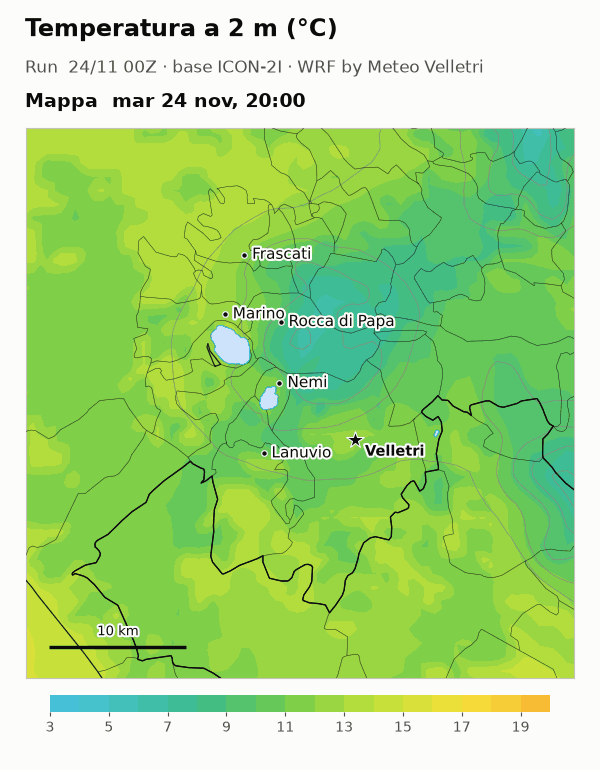 Temperatura a 2 m (°C)
Run 24/11 00Z · base ICON-2I · WRF by Meteo Velletri
Mappa mar 24 nov, 20:00
Frascati
Marino
Rocca di Papa
Nemi
Velletri
Lanuvio
10 km
3 5 7 9 11 13 15 17 19